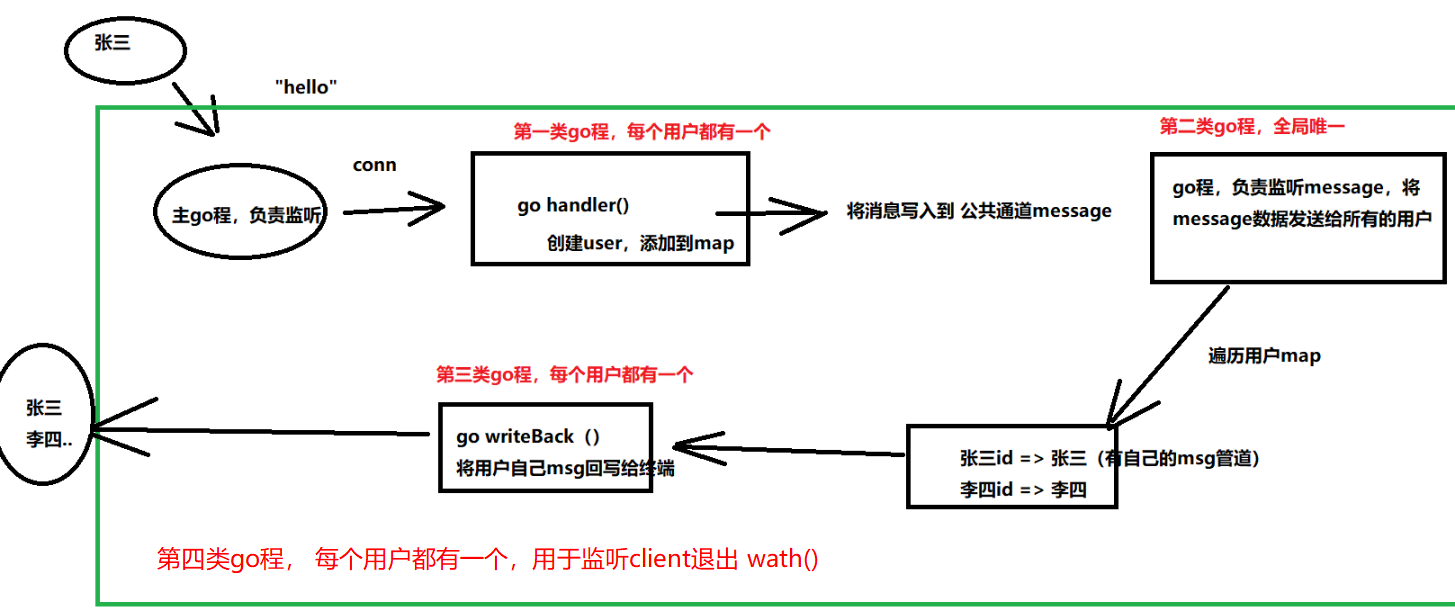 张三
"hello"
第一类go程，每个用户都有一个
第二类go程，全局唯一
conn
主go程，负责监听
go handler()
创建user，添加到map
将消息写入到 公共通道message
go程，负责监听message，将
message数据发送给所有的用户
遍历用户map
第三类go程，每个用户都有一个
张三
李四..
go writeBack（）
将用户自己msg回写给终端
张三id => 张三（有自己的msg管道）
李四id => 李四
第四类go程， 每个用户都有一个，用于监听client退出 wath()